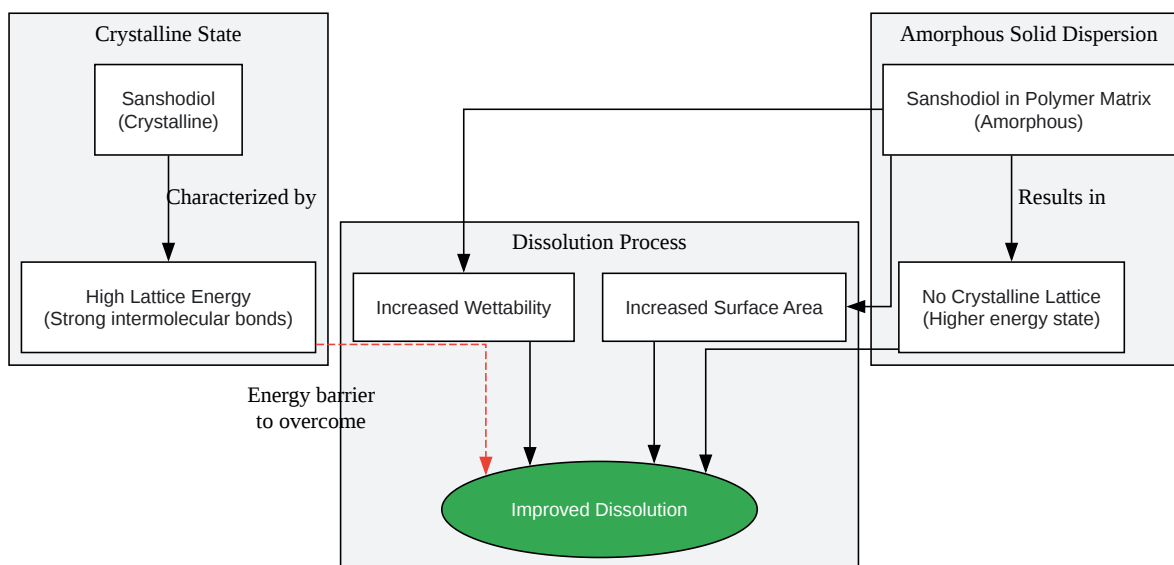 Crystalline State
Sanshodiol
(Crystalline)
Characterized by
High Lattice Energy
(Strong intermolecular bonds)
Energy barrier
to overcome
Dissolution Process
Increased Wettability
Increased Surface Area
Improved Dissolution
Amorphous Solid Dispersion
Sanshodiol in Polymer Matrix
(Amorphous)
Results in
No Crystalline Lattice
(Higher energy state)